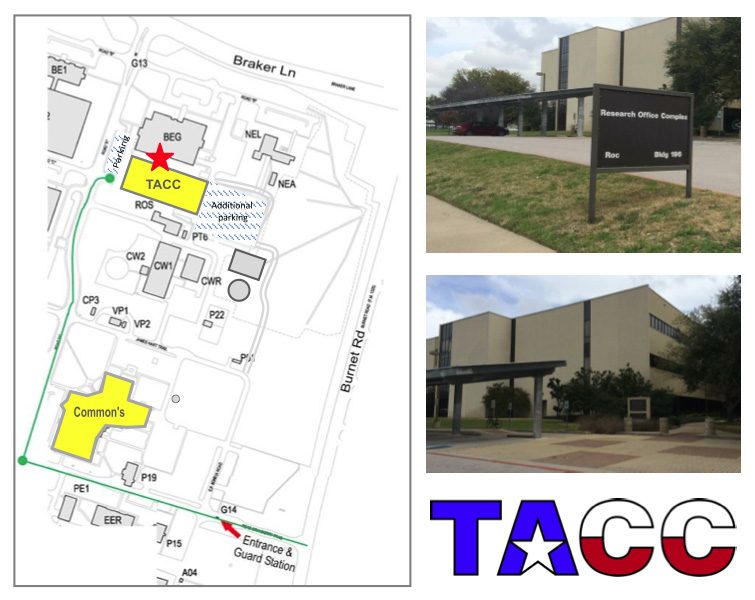 Braker Ln
BRAKER LANE
G13
BE1
BEG
NEL
Parking
TACC
NEA
ROS
Additional
parking
PT6
CW2
CW1
CWR
CP3
VP1
VP2
P22
Burnet Rd
Common's
P19
PE1
G14
EER
Entrance &
Guard Station
P15
A04
Research Office Complex
Roc Bldg 196
TACC